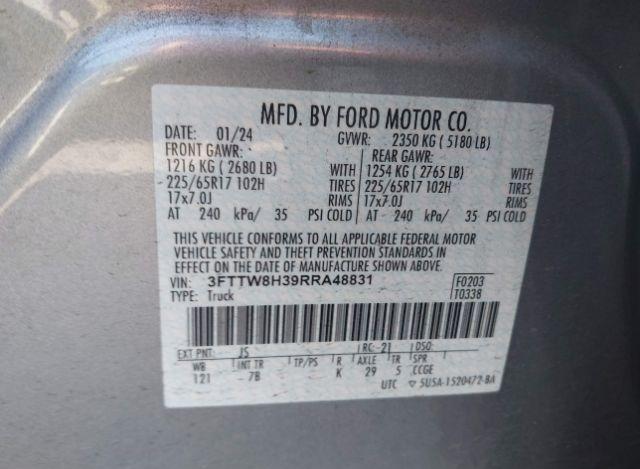 MFD. BY FORD MOTOR CO.
DATE: 01/24 GVWR: 2350 KG ( 5180 LB)
FRONT GAWR: REAR GAWR:
1216 KG ( 2680 LB) WITH 1254 KG ( 2765 LB) WITH
225/65R17 102H TIRES 225/65R17 102H TIRES
17x7.0J RIMS 17x7.0J RIMS
AT 240 kPa/ 35 PSI COLD AT 240 kPa/ 35 PSI COLD
THIS VEHICLE CONFORMS TO ALL APPLICABLE FEDERAL MOTOR
VEHICLE SAFETY AND THEFT PREVENTION STANDARDS IN
EFFECT ON THE DATE OF MANUFACTURE SHOWN ABOVE.
VIN: 3FTTW8H39RRA48831 F0203
TYPE: Truck T0338
EXT PNT: JS RC: 21 DSO:
WB INT TR TP/PS R AXLE TR SPR
121 7B K 29 5 CCGE
UTC ▽ 5U5A-1520472-BA